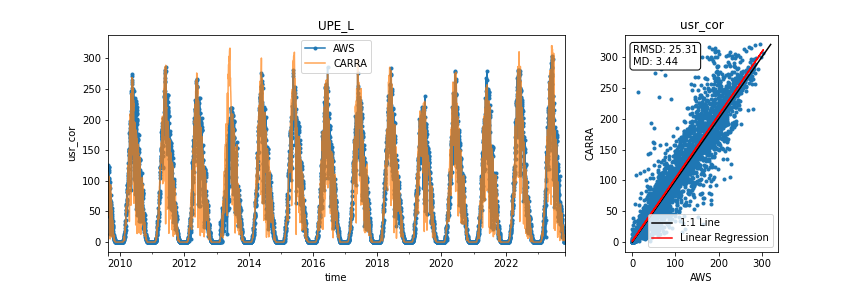 UPE_L
usr_cor
AWS
CARRA
300
250
200
150
100
50
0
usr_cor
2010
2012
2014
2016
2018
2020
2022
time
usr_cor
RMSD: 25.31
MD: 3.44
300
250
200
150
100
50
0
CARRA
1:1 Line
Linear Regression
0
100
200
300
AWS